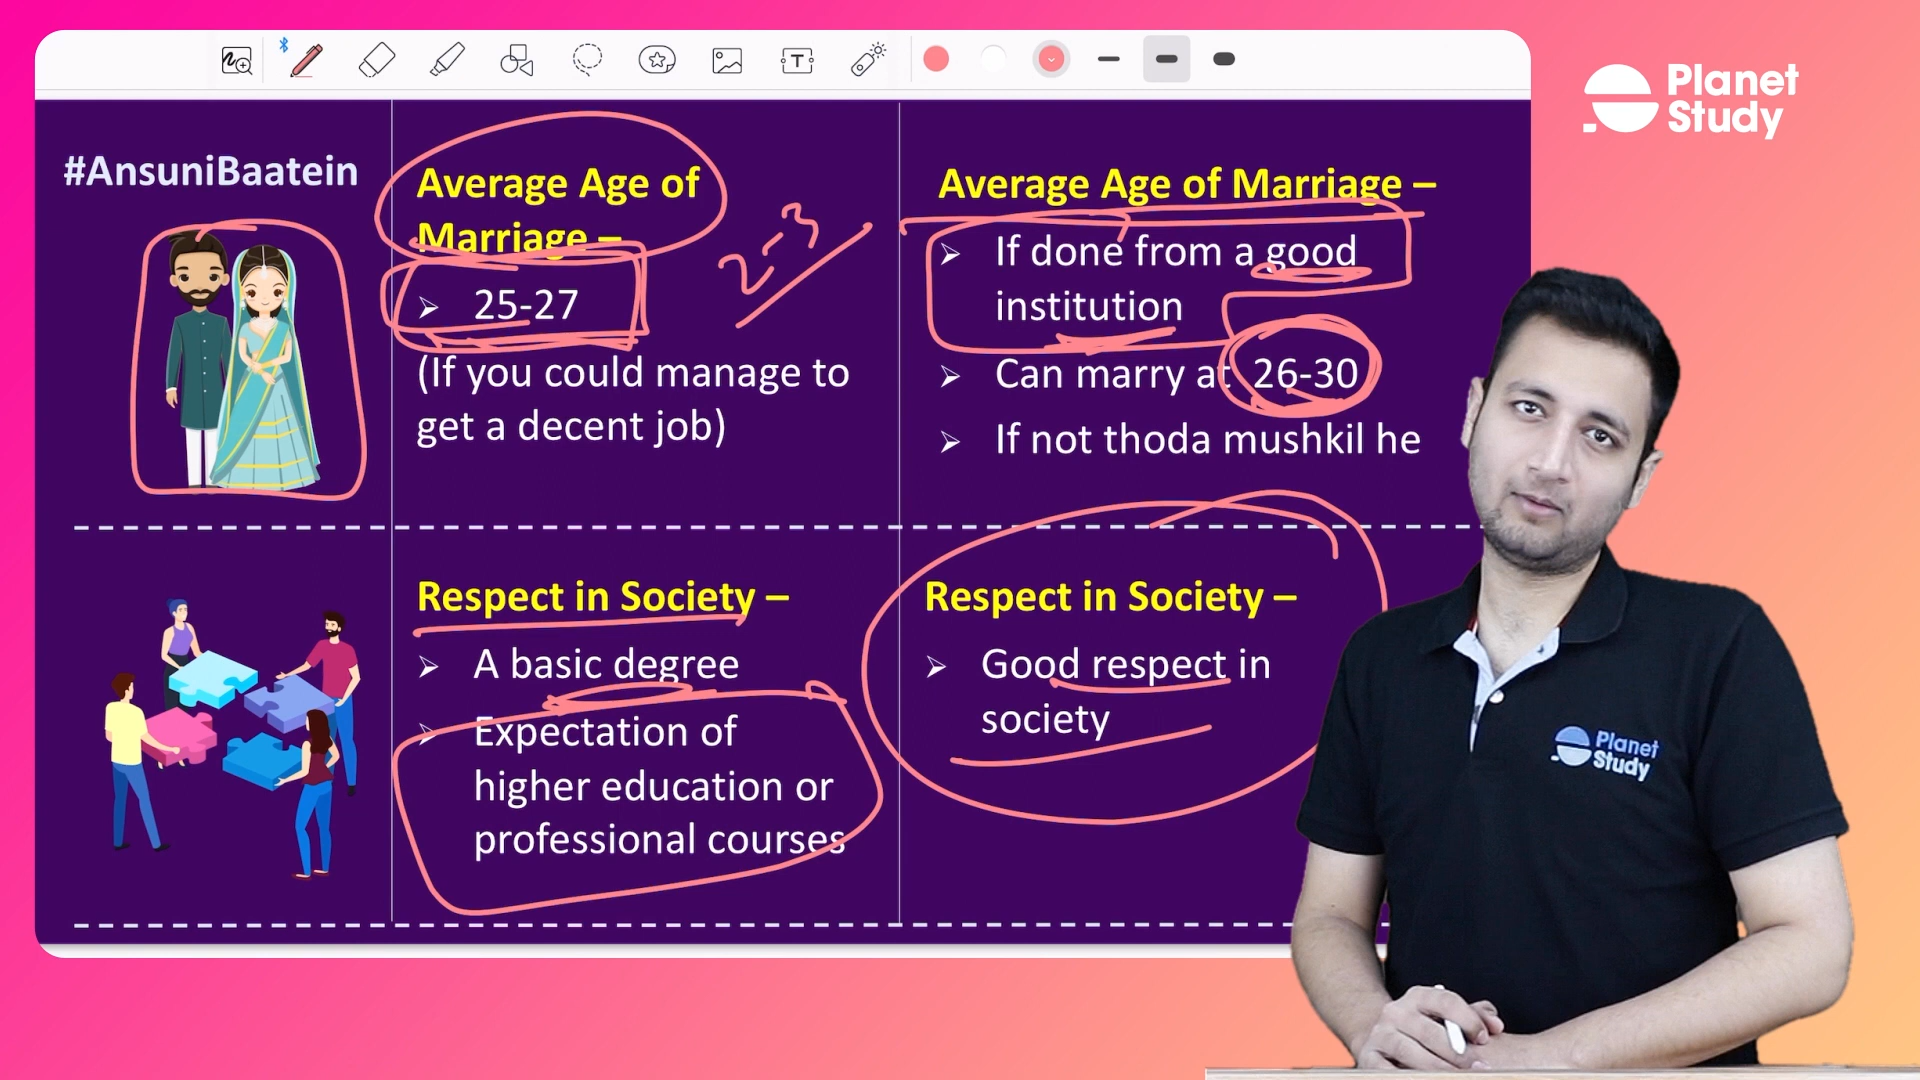 Planet
Study
#AnsuniBaatein
Average Age of
Marriage –
➢ 25-27
(If you could manage to
get a decent job)
2-3
Average Age of Marriage –
➢ If done from a good
institution
➢ Can marry at 26-30
➢ If not thoda mushkil he
Respect in Society –
➢ A basic degree
➢ Expectation of
higher education or
professional courses
Respect in Society –
➢ Good respect in
society
Planet
Study